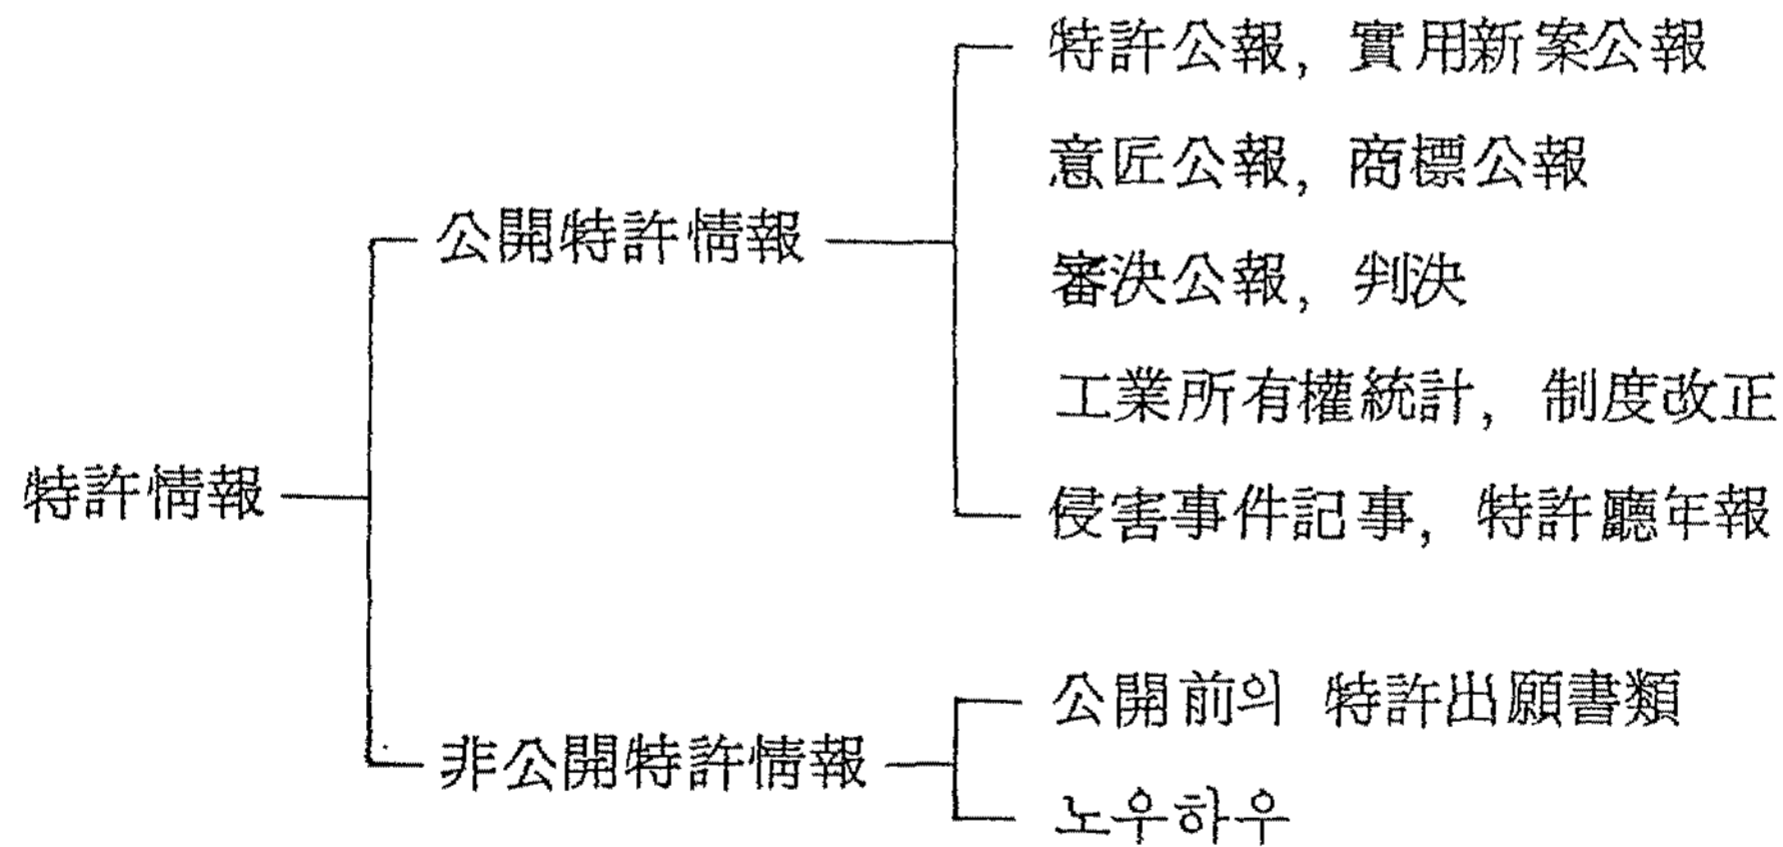 特許公報, 實用新案公報
意匠公報, 商標公報
公開特許情報
審決公報, 判決
工業所有權統計, 制度改正
特許情報
侵害事件記事, 特許廳年報
公開前의 特許出願書類
非公開特許情報
노우하우